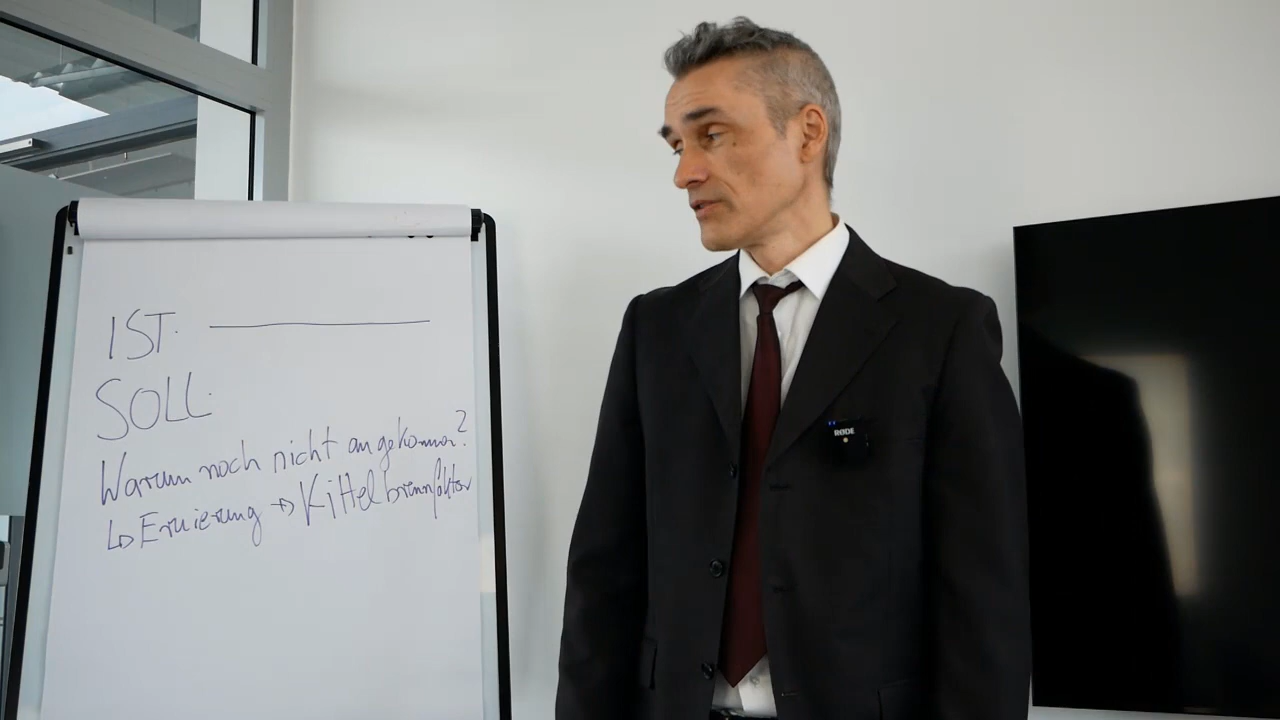 IST.
SOLL.
Warum noch nicht angekommen?
↳ Eruierung → Kittelbrennfaktor
RØDE